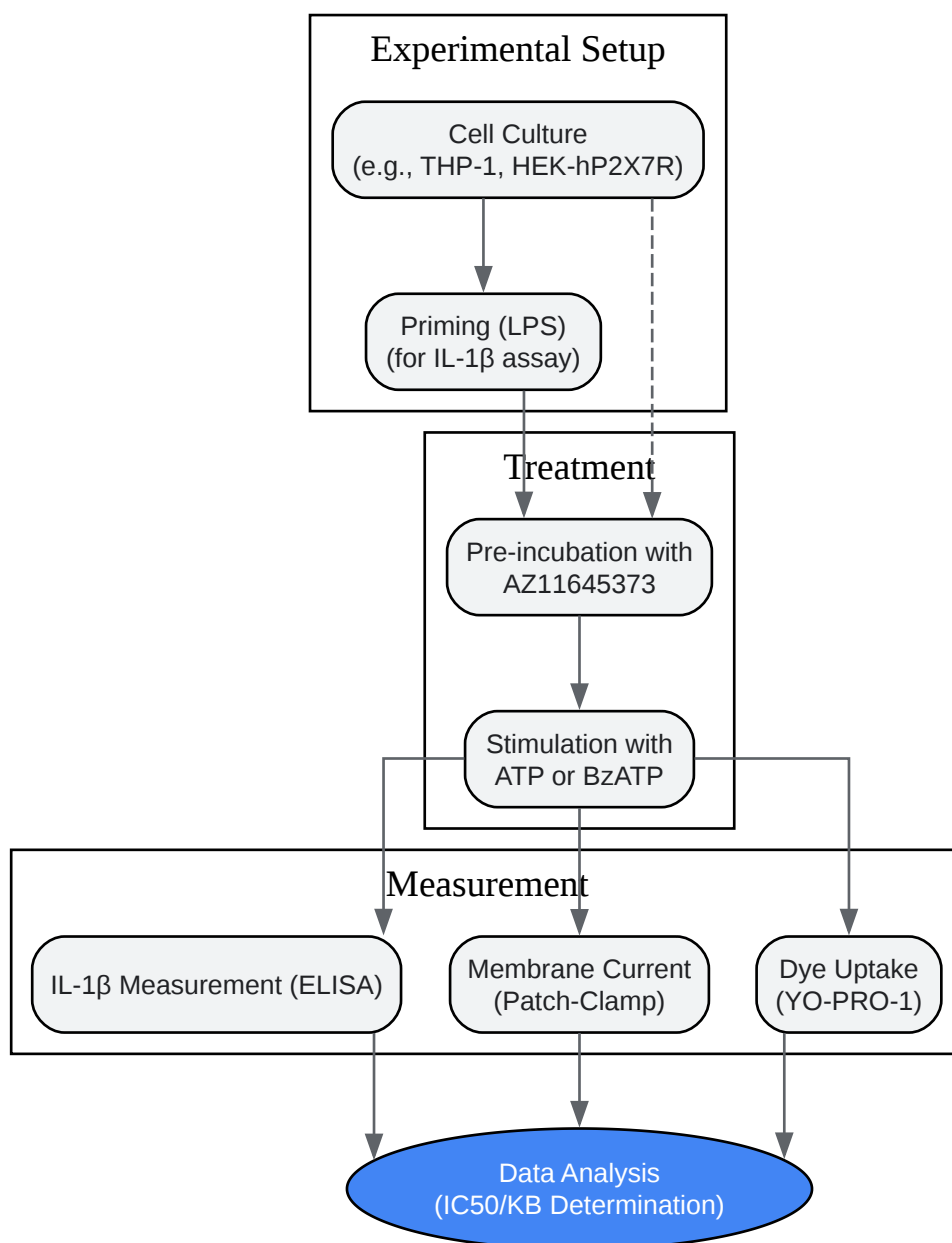 Experimental Setup
Cell Culture
(e.g., THP-1, HEK-hP2X7R)
Priming (LPS)
(for IL-1β assay)
Treatment
Pre-incubation with
AZ11645373
Stimulation with
ATP or BzATP
Measurement
IL-1β Measurement (ELISA)
Membrane Current
(Patch-Clamp)
Dye Uptake
(YO-PRO-1)
Data Analysis
(IC50/KB Determination)